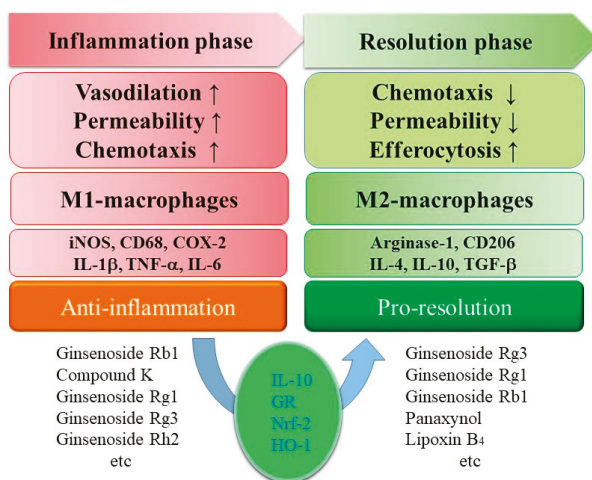 Inflammation phase
Resolution phase
Vasodilation ↑
Permeability ↑
Chemotaxis ↑
Chemotaxis ↓
Permeability ↓
Efferocytosis ↑
M1-macrophages
M2-macrophages
iNOS, CD68, COX-2
IL-1β, TNF-α, IL-6
Arginase-1, CD206
IL-4, IL-10, TGF-β
Anti-inflammation
Pro-resolution
Ginsenoside Rb1
Compound K
Ginsenoside Rg1
Ginsenoside Rg3
Ginsenoside Rh2
etc
IL-10
GR
Nrf-2
HO-1
Ginsenoside Rg3
Ginsenoside Rg1
Ginsenoside Rb1
Panaxynol
Lipoxin B4
etc